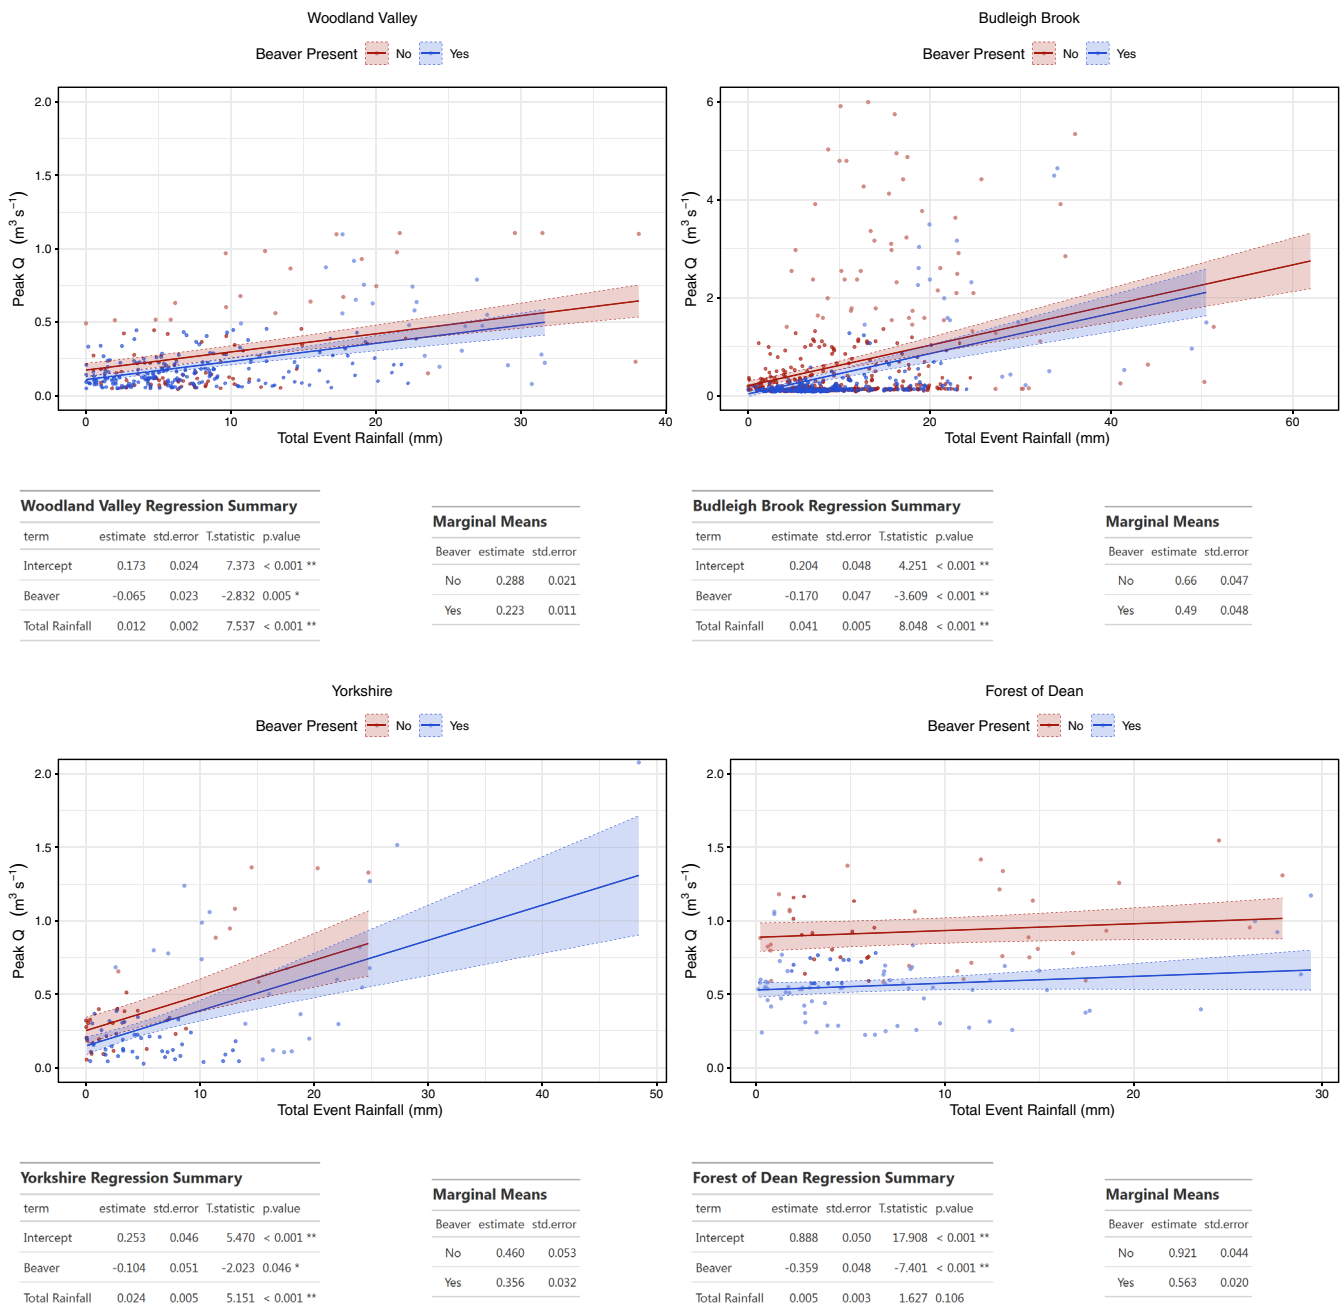 Woodland Valley
Beaver Present No Yes
2.0
1.5
1.0
0.5
0.0
Peak Q (m³ s⁻¹)
0 10 20 30 40
Total Event Rainfall (mm)
Budleigh Brook
Beaver Present No Yes
6
4
2
0
Peak Q (m³ s⁻¹)
0 20 40 60
Total Event Rainfall (mm)
Woodland Valley Regression Summary
term estimate std.error T.statistic p.value
Intercept 0.173 0.024 7.373 < 0.001 **
Beaver -0.065 0.023 -2.832 0.005 *
Total Rainfall 0.012 0.002 7.537 < 0.001 **
Marginal Means
Beaver estimate std.error
No 0.288 0.021
Yes 0.223 0.011
Budleigh Brook Regression Summary
term estimate std.error T.statistic p.value
Intercept 0.204 0.048 4.251 < 0.001 **
Beaver -0.170 0.047 -3.609 < 0.001 **
Total Rainfall 0.041 0.005 8.048 < 0.001 **
Marginal Means
Beaver estimate std.error
No 0.66 0.047
Yes 0.49 0.048
Yorkshire
Beaver Present No Yes
2.0
1.5
1.0
0.5
0.0
Peak Q (m³ s⁻¹)
0 10 20 30 40 50
Total Event Rainfall (mm)
Forest of Dean
Beaver Present No Yes
2.0
1.5
1.0
0.5
0.0
Peak Q (m³ s⁻¹)
0 10 20 30
Total Event Rainfall (mm)
Yorkshire Regression Summary
term estimate std.error T.statistic p.value
Intercept 0.253 0.046 5.470 < 0.001 **
Beaver -0.104 0.051 -2.023 0.046 *
Total Rainfall 0.024 0.005 5.151 < 0.001 **
Marginal Means
Beaver estimate std.error
No 0.460 0.053
Yes 0.356 0.032
Forest of Dean Regression Summary
term estimate std.error T.statistic p.value
Intercept 0.888 0.050 17.908 < 0.001 **
Beaver -0.359 0.048 -7.401 < 0.001 **
Total Rainfall 0.005 0.003 1.627 0.106
Marginal Means
Beaver estimate std.error
No 0.921 0.044
Yes 0.563 0.020